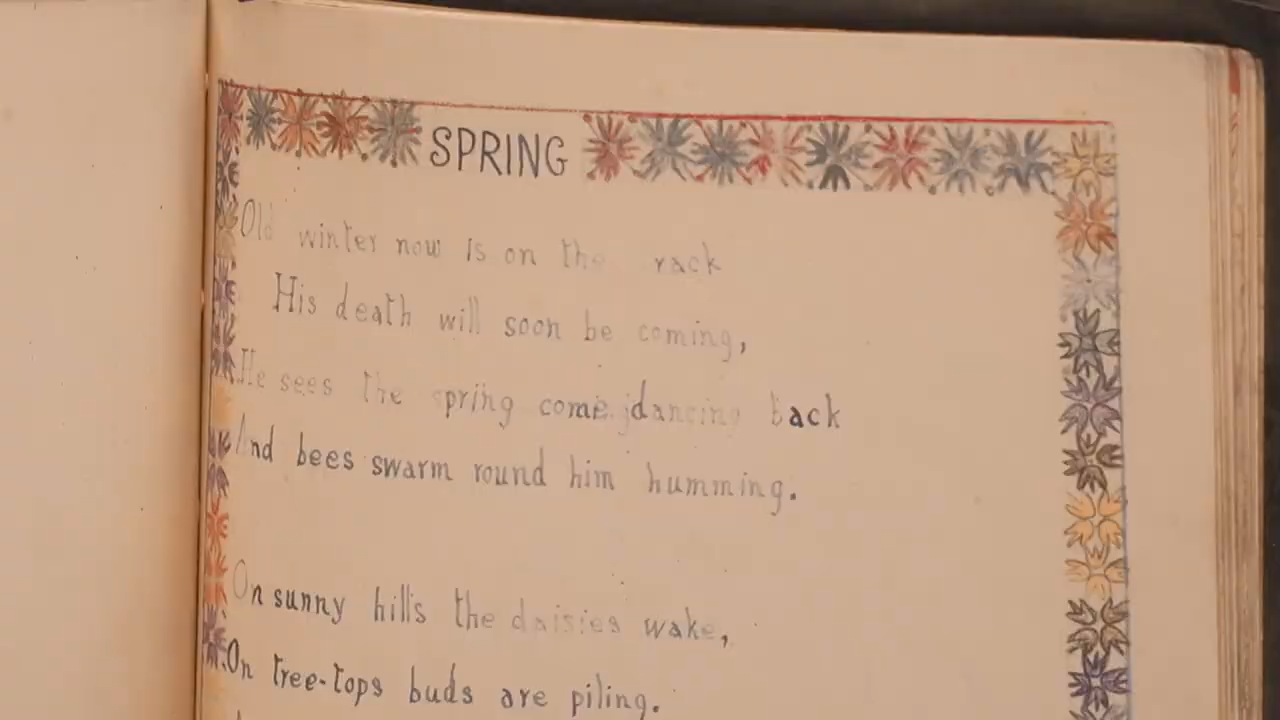 SPRING
Old winter now is on the rack
His death will soon be coming,
He sees the spring come dancing back
And bees swarm round him humming.
On sunny hills the daisies wake,
On tree-tops buds are piling.